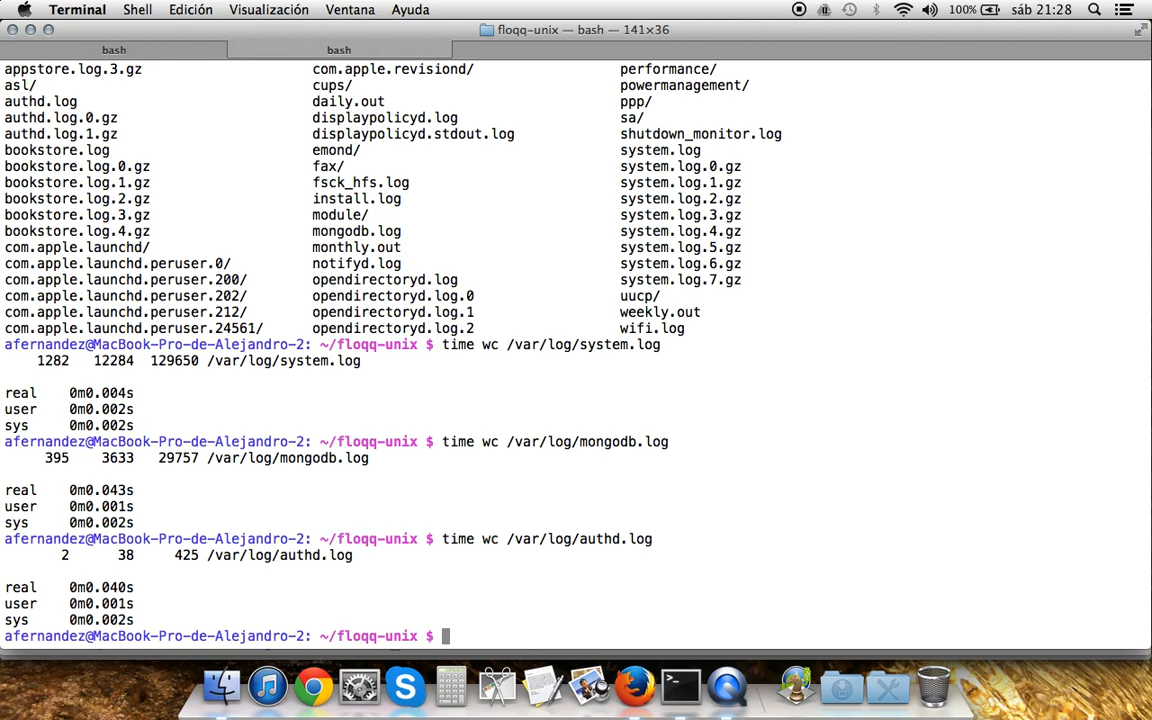 Terminal Shell Edición Visualización Ventana Ayuda 100% sáb 21:28
floqq-unix — bash — 141×36
bash bash
appstore.log.3.gz com.apple.revisiond/ performance/
asl/ cups/ powermanagement/
authd.log daily.out ppp/
authd.log.0.gz displaypolicyd.log sa/
authd.log.1.gz displaypolicyd.stdout.log shutdown_monitor.log
bookstore.log emond/ system.log
bookstore.log.0.gz fax/ system.log.0.gz
bookstore.log.1.gz fsck_hfs.log system.log.1.gz
bookstore.log.2.gz install.log system.log.2.gz
bookstore.log.3.gz module/ system.log.3.gz
bookstore.log.4.gz mongodb.log system.log.4.gz
com.apple.launchd/ monthly.out system.log.5.gz
com.apple.launchd.peruser.0/ notifyd.log system.log.6.gz
com.apple.launchd.peruser.200/ opendirectoryd.log system.log.7.gz
com.apple.launchd.peruser.202/ opendirectoryd.log.0 uucp/
com.apple.launchd.peruser.212/ opendirectoryd.log.1 weekly.out
com.apple.launchd.peruser.24561/ opendirectoryd.log.2 wifi.log
afernandez@MacBook-Pro-de-Alejandro-2: ~/floqq-unix $ time wc /var/log/system.log
1282 12284 129650 /var/log/system.log
real 0m0.004s
user 0m0.002s
sys 0m0.002s
afernandez@MacBook-Pro-de-Alejandro-2: ~/floqq-unix $ time wc /var/log/mongodb.log
395 3633 29757 /var/log/mongodb.log
real 0m0.043s
user 0m0.001s
sys 0m0.002s
afernandez@MacBook-Pro-de-Alejandro-2: ~/floqq-unix $ time wc /var/log/authd.log
2 38 425 /var/log/authd.log
real 0m0.040s
user 0m0.001s
sys 0m0.002s
afernandez@MacBook-Pro-de-Alejandro-2: ~/floqq-unix $